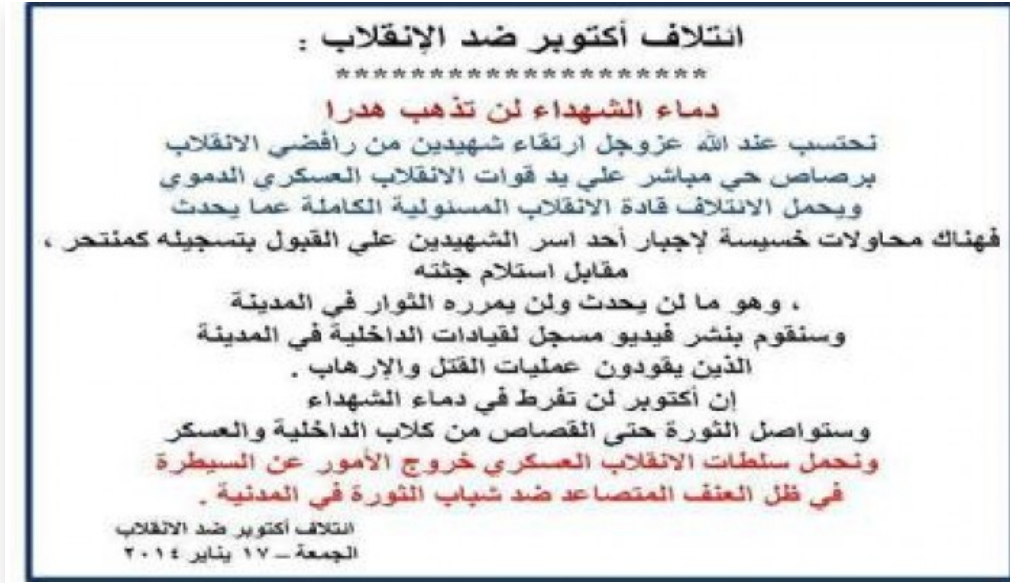 ائتلاف أكتوبر ضد الإنقلاب :
********************
دماء الشهداء لن تذهب هدرا
نحتسب عند الله عزوجل ارتقاء شهيدين من رافضي الانقلاب
برصاص حي مباشر علي يد قوات الانقلاب العسكري الدموي
ويحمل الائتلاف قادة الانقلاب المسئولية الكاملة عما يحدث
فهناك محاولات خسيسة لإجبار أحد اسر الشهيدين علي القبول بتسجيله كمنتحر ،
مقابل استلام جثته
، وهو ما لن يحدث ولن يمرره الثوار في المدينة
وسنقوم بنشر فيديو مسجل لقيادات الداخلية في المدينة
الذين يقودون عمليات القتل والإرهاب .
إن أكتوبر لن تفرط في دماء الشهداء
وستواصل الثورة حتى القصاص من كلاب الداخلية والعسكر
ونحمل سلطات الانقلاب العسكري خروج الأمور عن السيطرة
في ظل العنف المتصاعد ضد شباب الثورة في المدنية .
ائتلاف أكتوبر ضد الانقلاب
الجمعة – ١٧ يناير ٢٠١٤